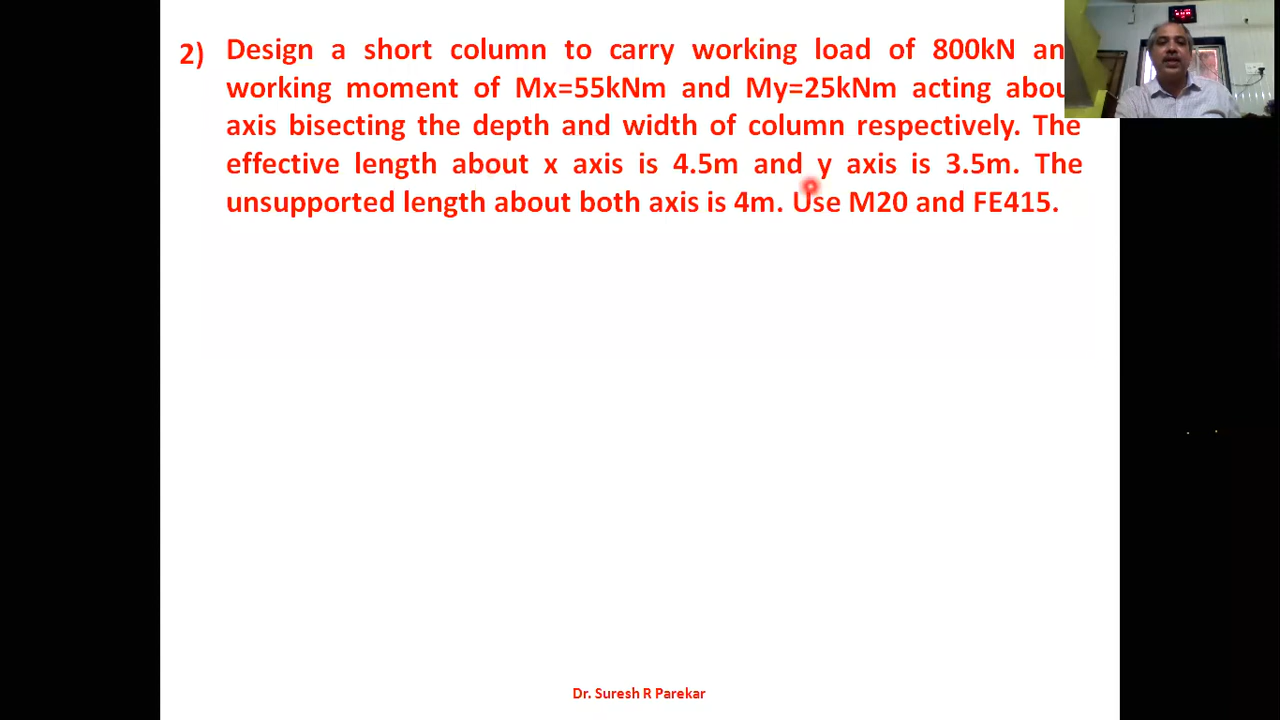 2) Design a short column to carry working load of 800kN an
working moment of Mx=55kNm and My=25kNm acting abou
axis bisecting the depth and width of column respectively. The
effective length about x axis is 4.5m and y axis is 3.5m. The
unsupported length about both axis is 4m. Use M20 and FE415.
Dr. Suresh R Parekar